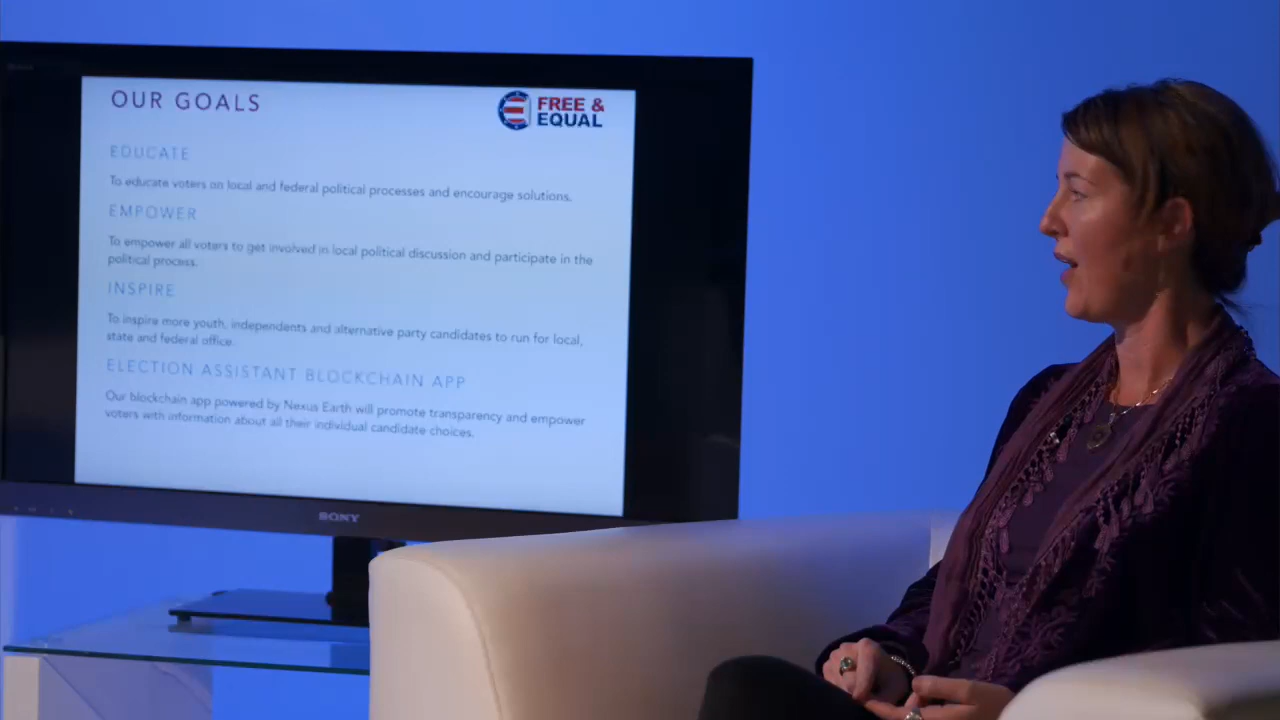 OUR GOALS
FREE &
EQUAL
EDUCATE
To educate voters on local and federal political processes and encourage solutions.
EMPOWER
To empower all voters to get involved in local political discussion and participate in the
political process.
INSPIRE
To inspire more youth, independents and alternative party candidates to run for local,
state and federal office.
ELECTION ASSISTANT BLOCKCHAIN APP
Our blockchain app powered by Nexus Earth will promote transparency and empower
voters with information about all their individual candidate choices.
SONY